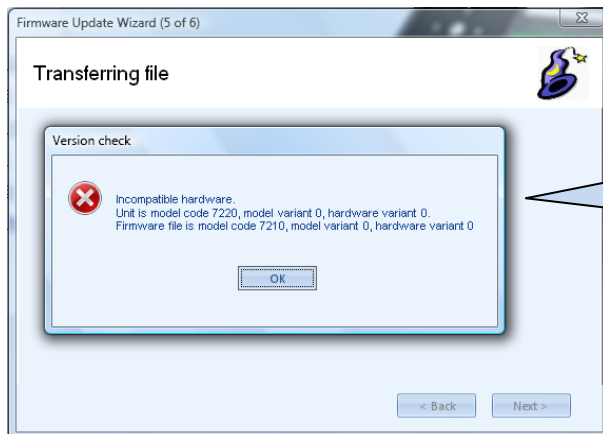 Firmware Update Wizard (5 of 6)
Transferring file
Version check
Incompatible hardware.
Unit is model code 7220, model variant 0, hardware variant 0.
Firmware file is model code 7210, model variant 0, hardware variant 0
OK
< Back Next >